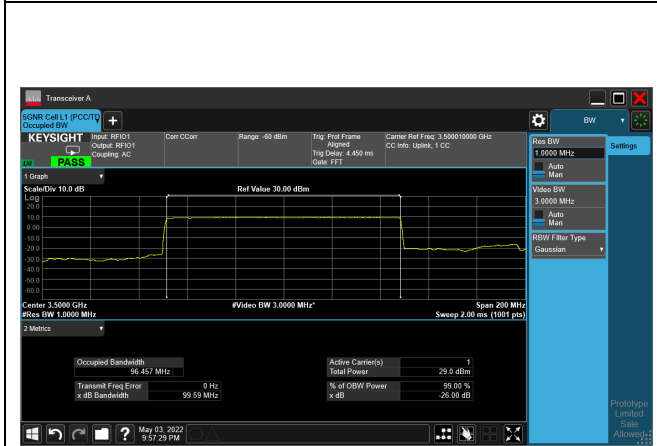 Transceiver A
5GNR Cell L1 (PCC/TD
Occupied BW
+
BW
KEYSIGHT
Input: RFIO1
Output: RFIO1
Coupling: AC
Corr CCorr
Range: -60 dBm
Trig: Prot Frame
Aligned
Trig Delay: 4.450 ms
Gate: FFT
Carrier Ref Freq: 3.500010000 GHz
CC Info: Uplink, 1 CC
PASS
1 Graph
Scale/Div 10.0 dB
Ref Value 30.00 dBm
Log
20.0
10.0
0.00
-10.0
-20.0
-30.0
-40.0
-50.0
-60.0
Center 3.5000 GHz
#Res BW 1.0000 MHz
#Video BW 3.0000 MHz*
Span 200 MHz
Sweep 2.00 ms (1001 pts)
2 Metrics
Occupied Bandwidth
96.457 MHz
Transmit Freq Error 0 Hz
x dB Bandwidth 99.59 MHz
Active Carrier(s) 1
Total Power 29.0 dBm
% of OBW Power 99.00 %
x dB -26.00 dB
May 03, 2022
9:57:29 PM
Res BW
1.0000 MHz
Auto
Man
Video BW
3.0000 MHz
Auto
Man
RBW Filter Type
Gaussian
Settings
Prototype
Limited
Sale
Allowed